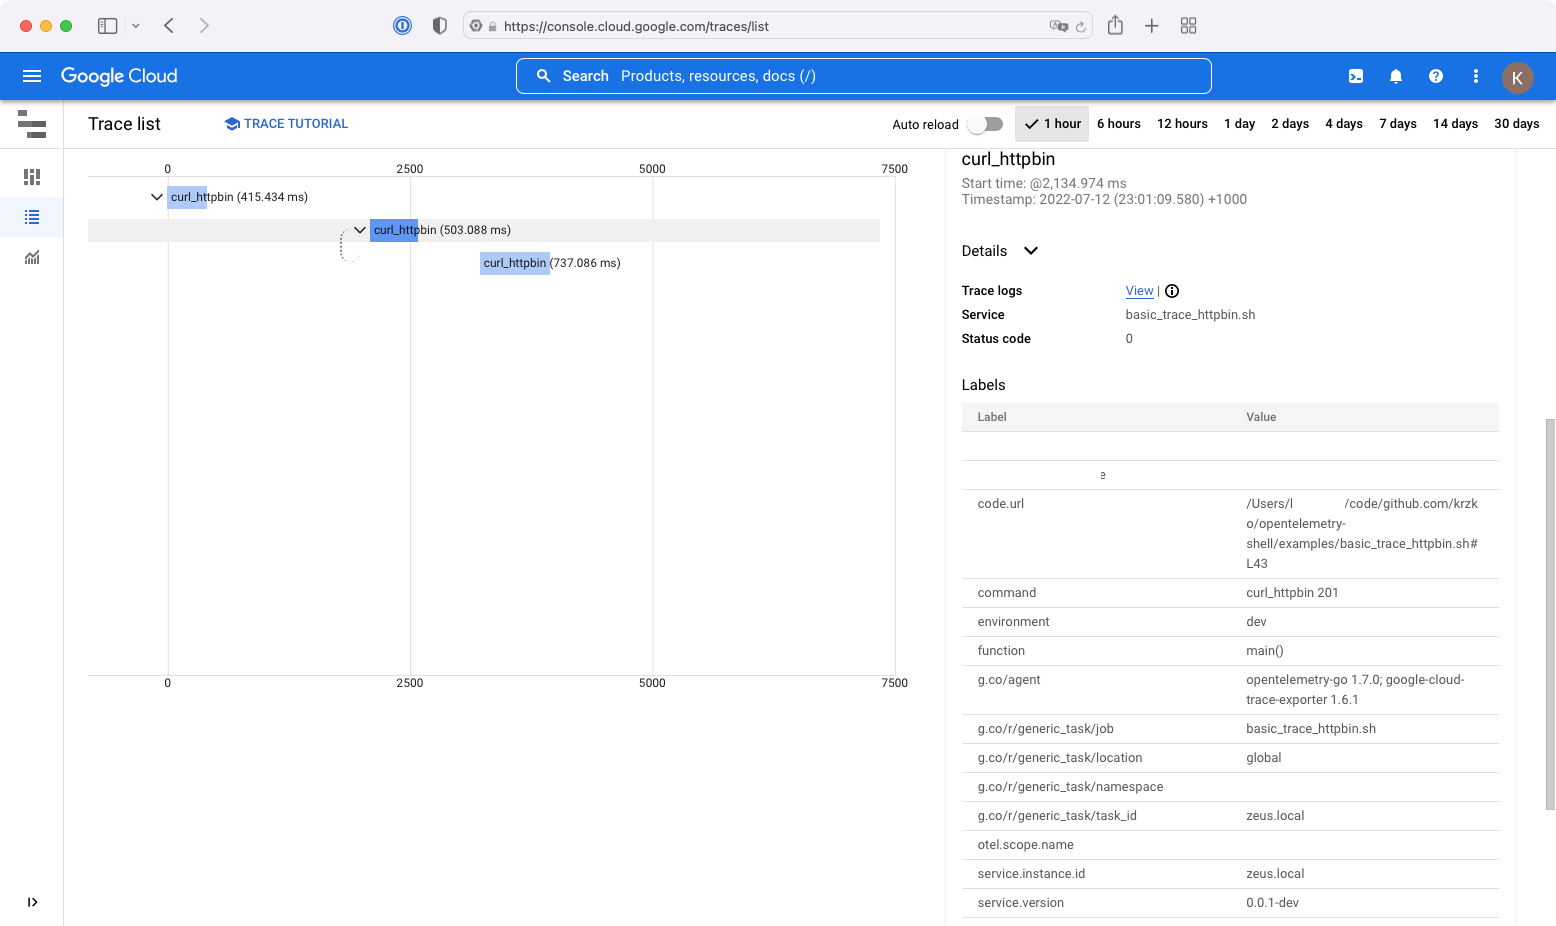 https://console.cloud.google.com/traces/list
Google Cloud
Search Products, resources, docs (/)
K
Trace list
TRACE TUTORIAL
Auto reload
1 hour 6 hours 12 hours 1 day 2 days 4 days 7 days 14 days 30 days
0 2500 5000 7500
curl_httpbin (415.434 ms)
curl_httpbin (503.088 ms)
curl_httpbin (737.086 ms)
0 2500 5000 7500
curl_httpbin
Start time: @2,134.974 ms
Timestamp: 2022-07-12 (23:01:09.580) +1000
Details
Trace logs View |
Service basic_trace_httpbin.sh
Status code 0
Labels
Label Value
e
code.url /Users/l /code/github.com/krzk
o/opentelemetry-
shell/examples/basic_trace_httpbin.sh#
L43
command curl_httpbin 201
environment dev
function main()
g.co/agent opentelemetry-go 1.7.0; google-cloud-
trace-exporter 1.6.1
g.co/r/generic_task/job basic_trace_httpbin.sh
g.co/r/generic_task/location global
g.co/r/generic_task/namespace
g.co/r/generic_task/task_id zeus.local
otel.scope.name
service.instance.id zeus.local
service.version 0.0.1-dev